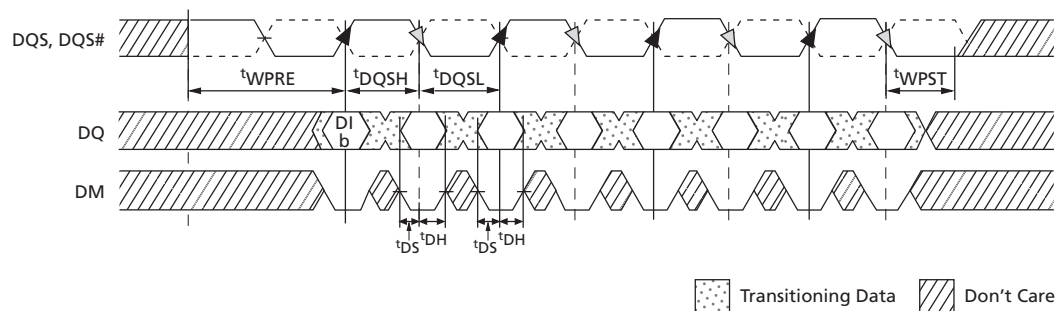 DQS, DQS#
tWPRE tDQSH tDQSL tWPST
DQ
DI
b
DM
tDS tDH tDS tDH
Transitioning Data Don't Care